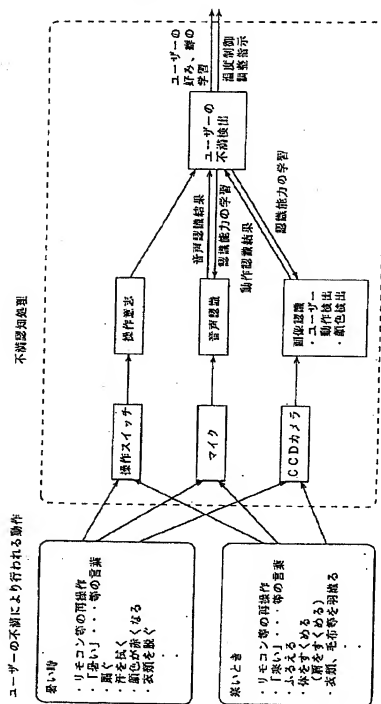 ユーザーの不満により行われる動作
不満認知処理
暑い時
・リモコン等の再操作
・「暑い」・・・等の言葉
・扇ぐ
・汗を拭く
・顔色が赤くなる
・衣類を脱ぐ
寒いとき
・リモコン等の再操作
・「寒い」・・・等の言葉
・ふるえる
・体をすくめる
(肩をすくめる)
・衣類、毛布等を羽織る
操作スイッチ
マイク
CCDカメラ
操作意志
音声認識
画像認識
・ユーザー
動作検出
・顔色検出
音声認識結果
認識能力の学習
動作認識結果
認識能力の学習
ユーザーの
不満検出
ユーザーの
好み、癖の
学習
温度制御
調整指示